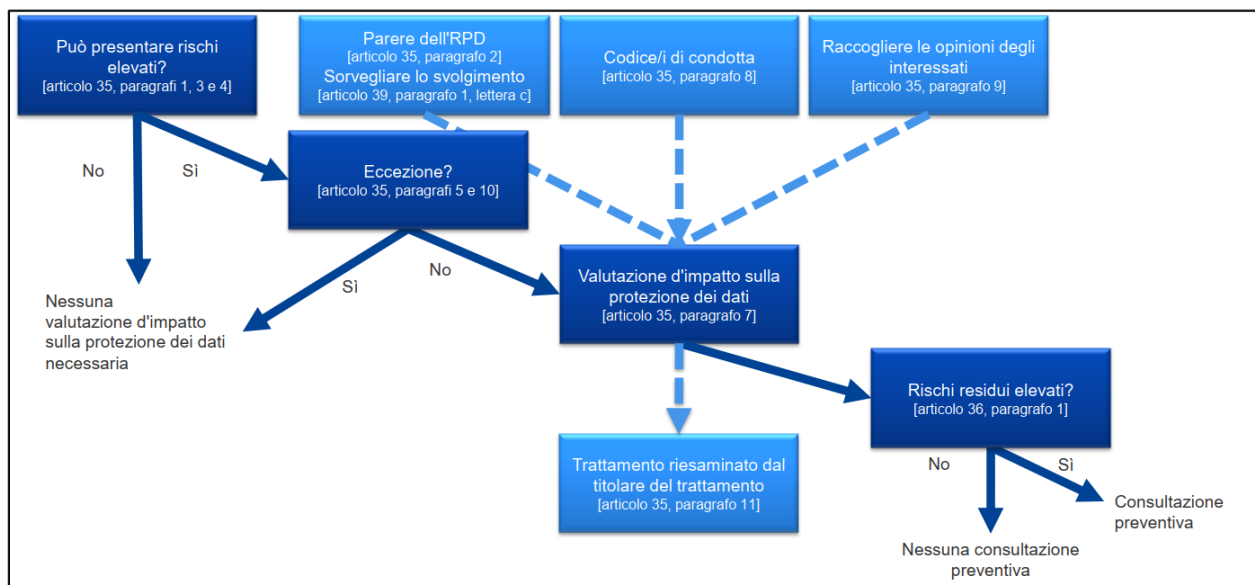 Può presentare rischi
elevati?
[articolo 35, paragrafi 1, 3 e 4]
Parere dell'RPD
[articolo 35, paragrafo 2]
Sorvegliare lo svolgimento
[articolo 39, paragrafo 1, lettera c]
Codice/i di condotta
[articolo 35, paragrafo 8]
Raccogliere le opinioni degli
interessati
[articolo 35, paragrafo 9]
No
Sì
Eccezione?
[articolo 35, paragrafi 5 e 10]
Sì
No
Nessuna
valutazione d'impatto
sulla protezione dei dati
necessaria
Valutazione d'impatto sulla
protezione dei dati
[articolo 35, paragrafo 7]
Rischi residui elevati?
[articolo 36, paragrafo 1]
Trattamento riesaminato dal
titolare del trattamento
[articolo 35, paragrafo 11]
No
Sì
Consultazione
preventiva
Nessuna consultazione
preventiva